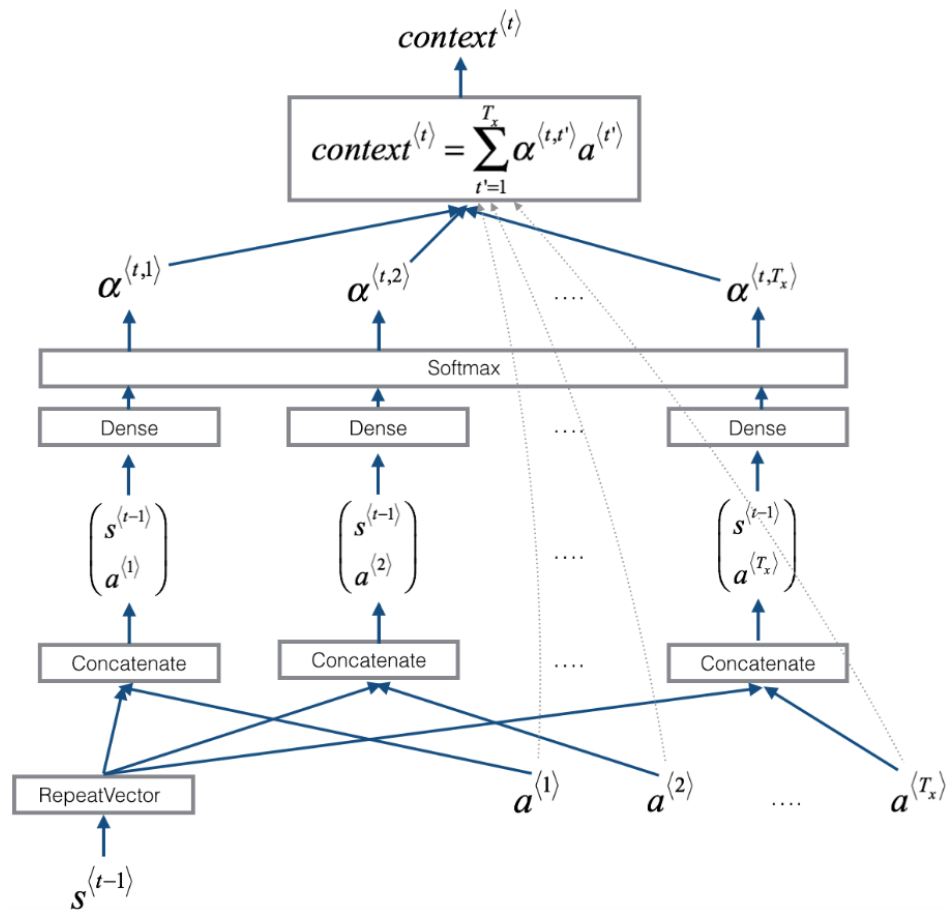 context^⟨t⟩
context^⟨t⟩ = ∑_{t'=1}^{T_x} α^⟨t,t'⟩ a^⟨t'⟩
α^⟨t,1⟩ α^⟨t,2⟩ .... α^⟨t,T_x⟩
Softmax
Dense Dense .... Dense
(s^⟨t-1⟩ (s^⟨t-1⟩ (s^⟨t-1⟩
a^⟨1⟩) a^⟨2⟩) .... a^⟨T_x⟩)
Concatenate Concatenate .... Concatenate
RepeatVector a^⟨1⟩ a^⟨2⟩ .... a^⟨T_x⟩
s^⟨t-1⟩